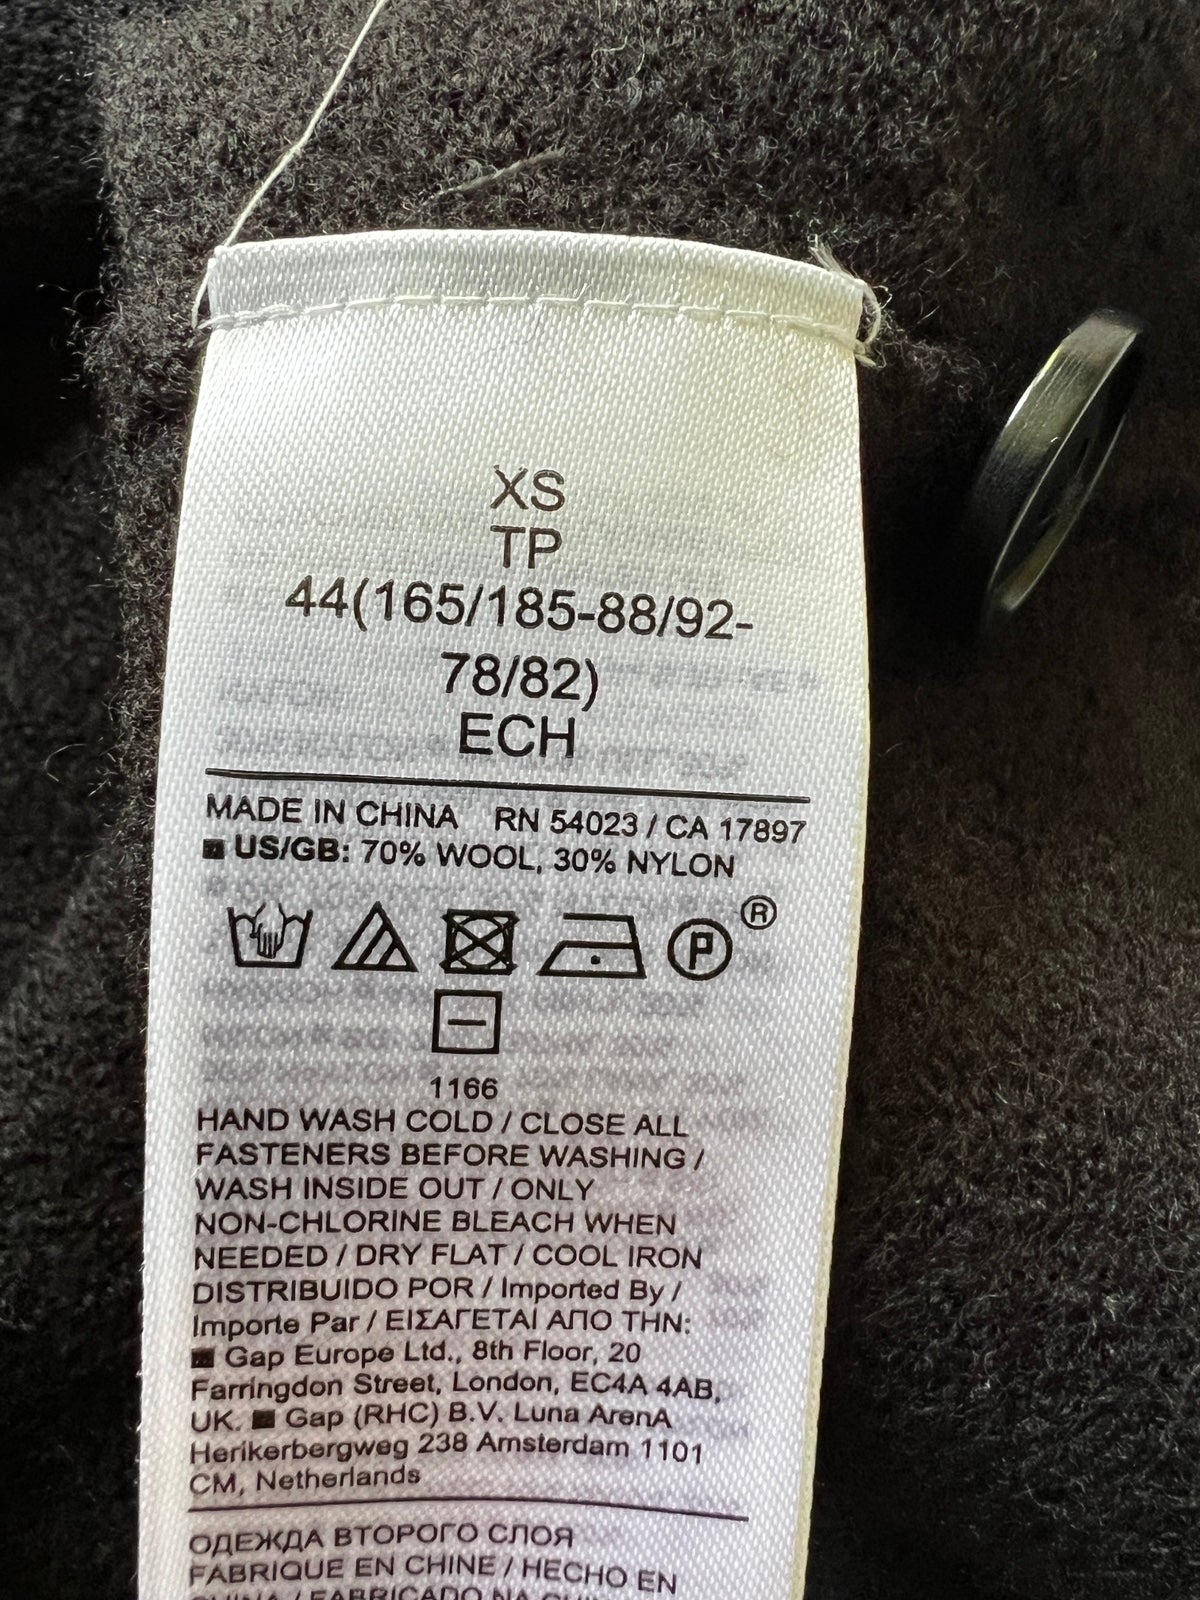 XS
TP
44(165/185-88/92-
78/82)
ECH
MADE IN CHINA RN 54023 / CA 17897
■ US/GB: 70% WOOL, 30% NYLON
P ®
1166
HAND WASH COLD / CLOSE ALL
FASTENERS BEFORE WASHING /
WASH INSIDE OUT / ONLY
NON-CHLORINE BLEACH WHEN
NEEDED / DRY FLAT / COOL IRON
DISTRIBUIDO POR / Imported By /
Importe Par / ΕΙΣΑΓΕΤΑΙ ΑΠΟ ΤΗΝ:
■ Gap Europe Ltd., 8th Floor, 20
Farringdon Street, London, EC4A 4AB,
UK. ■ Gap (RHC) B.V. Luna ArenA
Herikerbergweg 238 Amsterdam 1101
CM, Netherlands
ОДЕЖДА ВТОРОГО СЛОЯ
FABRIQUE EN CHINE / HECHO EN
CHINA / FABRICADO NA